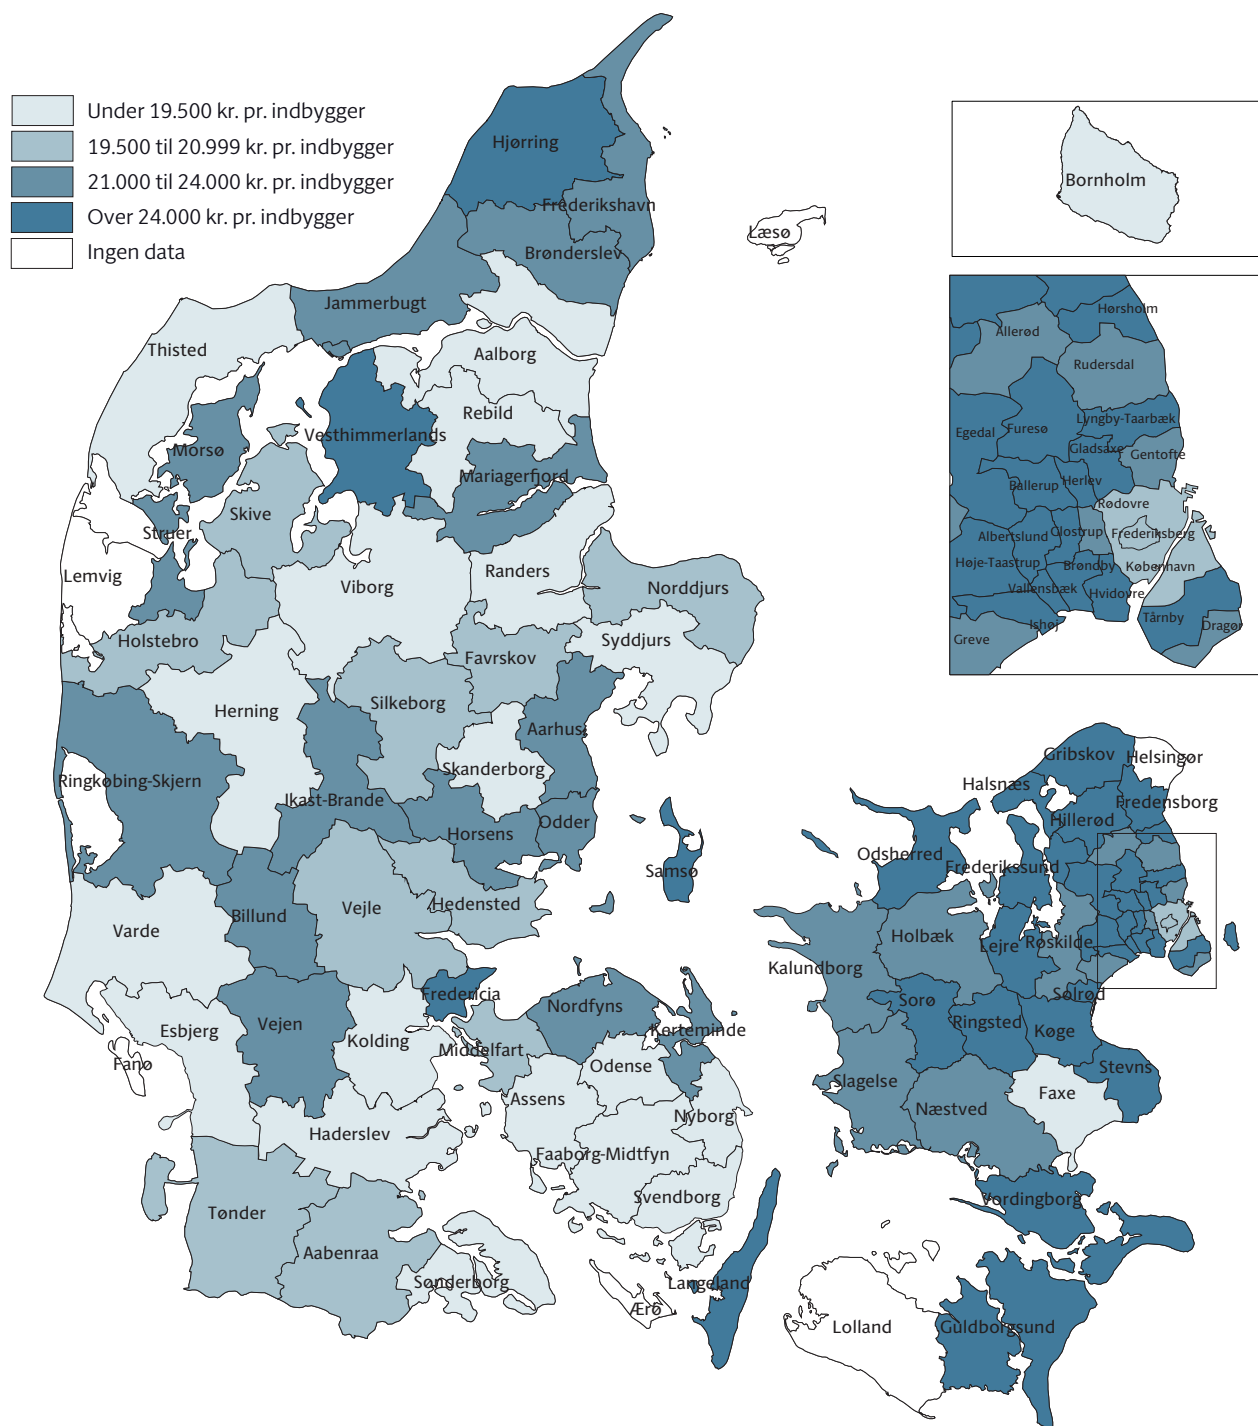 Under 19.500 kr. pr. indbygger
19.500 til 20.999 kr. pr. indbygger
21.000 til 24.000 kr. pr. indbygger
Over 24.000 kr. pr. indbygger
Ingen data
Hjørring
Frederikshavn
Læsø
Brønderslev
Jammerbugt
Thisted
Aalborg
Rebild
Vesthimmerlands
Morsø
Mariagerfjord
Skive
Struer
Lemvig
Viborg
Randers
Norddjurs
Holstebro
Favrskov
Syddjurs
Herning
Silkeborg
Aarhus
Skanderborg
Ringkøbing-Skjern
Ikast-Brande
Horsens
Odder
Samsø
Hedensted
Vejle
Billund
Varde
Fredericia
Nordfyns
Kerteminde
Vejen
Esbjerg
Kolding
Middelfart
Odense
Fanø
Assens
Nyborg
Haderslev
Faaborg-Midtfyn
Svendborg
Tønder
Aabenraa
Sønderborg
Langeland
Ærö
Bornholm
Hørsholm
Allerød
Rudersdal
Lyngby-Taarbæk
Furesø
Egedal
Gladsaxe
Gentofte
Ballerup
Herlev
Rødovre
Albertslund
Glostrup
Frederiksberg
Høje-Taastrup
Brøndby
København
Vallensbæk
Hvidovre
Ishøj
Tårnby
Dragør
Greve
Gribskov
Helsingør
Halsnæs
Fredensborg
Hillerød
Odsherred
Frederikssund
Holbæk
Lejre
Røskilde
Kalundborg
Sorø
Solrød
Ringsted
Køge
Stevns
Slagelse
Næstved
Faxe
Vordingborg
Lolland
Guldborgsund